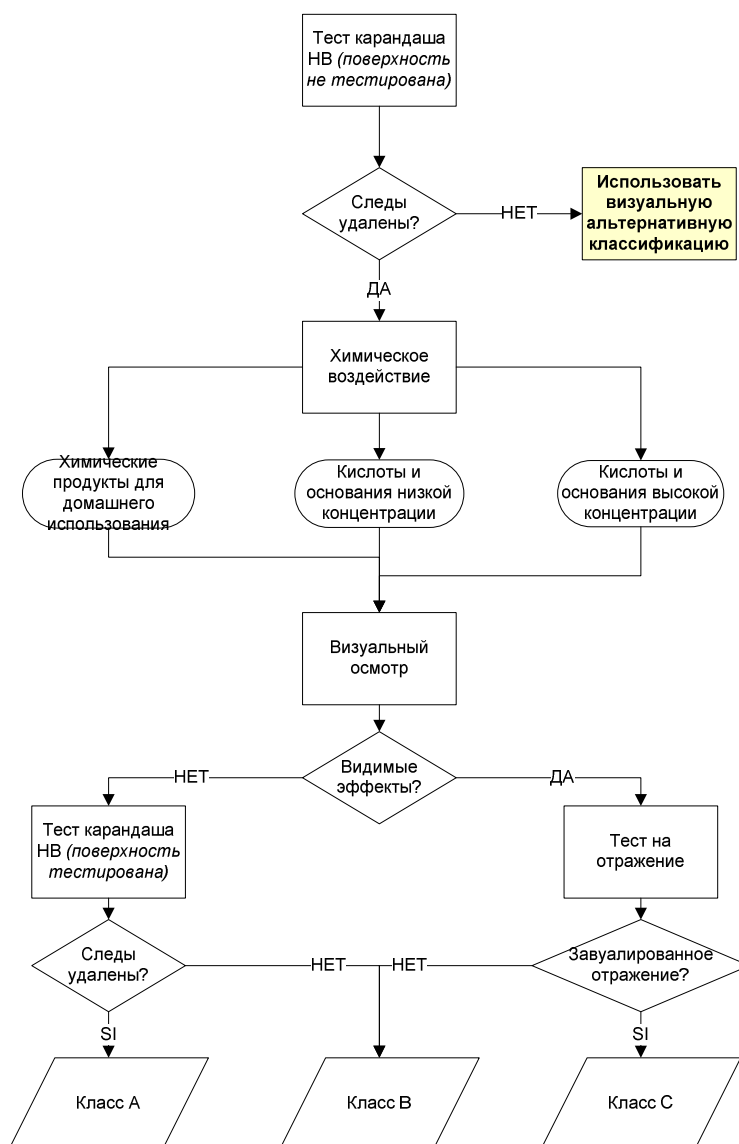 Тест карандаша
НВ (поверхность
не тестирована)
Следы
удалены?
НЕТ
Использовать
визуальную
альтернативную
классификацию
ДА
Химическое
воздействие
Химические
продукты для
домашнего
использования
Кислоты и
основания низкой
концентрации
Кислоты и
основания высокой
концентрации
Визуальный
осмотр
Видимые
эффекты?
НЕТ
ДА
Тест карандаша
НВ (поверхность
тестирована)
Тест на
отражение
Следы
удалены?
НЕТ
НЕТ
Завуалированное
отражение?
SI
SI
Класс А
Класс В
Класс С